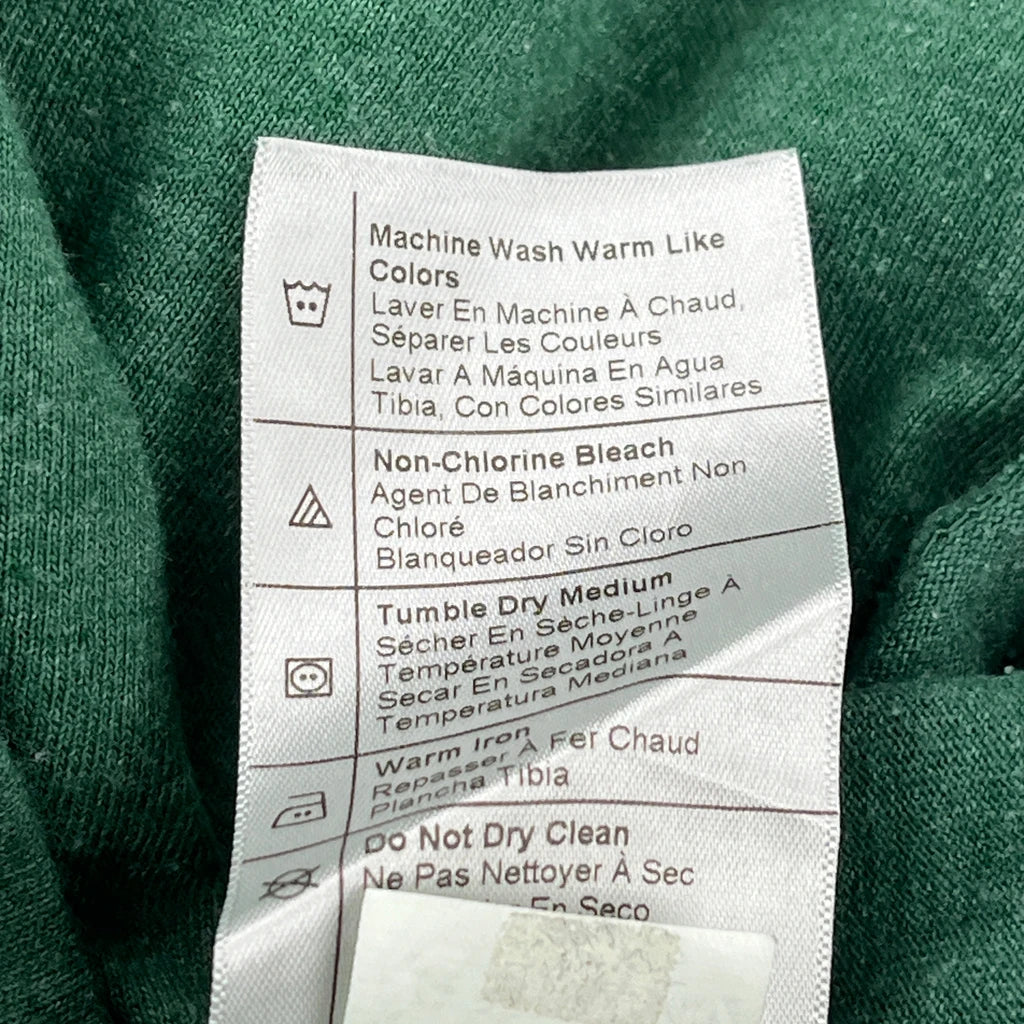 Machine Wash Warm Like
Colors
Laver En Machine À Chaud,
Séparer Les Couleurs
Lavar A Máquina En Agua
Tibia, Con Colores Similares
Non-Chlorine Bleach
Agent De Blanchiment Non
Chloré
Blanqueador Sin Cloro
Tumble Dry Medium
Sécher En Sèche-Linge À
Température Moyenne
Secar En Secadora A
Temperatura Mediana
Warm Iron
Repasser À Fer Chaud
Plancha Tibia
Do Not Dry Clean
Ne Pas Nettoyer À Sec
En Seco